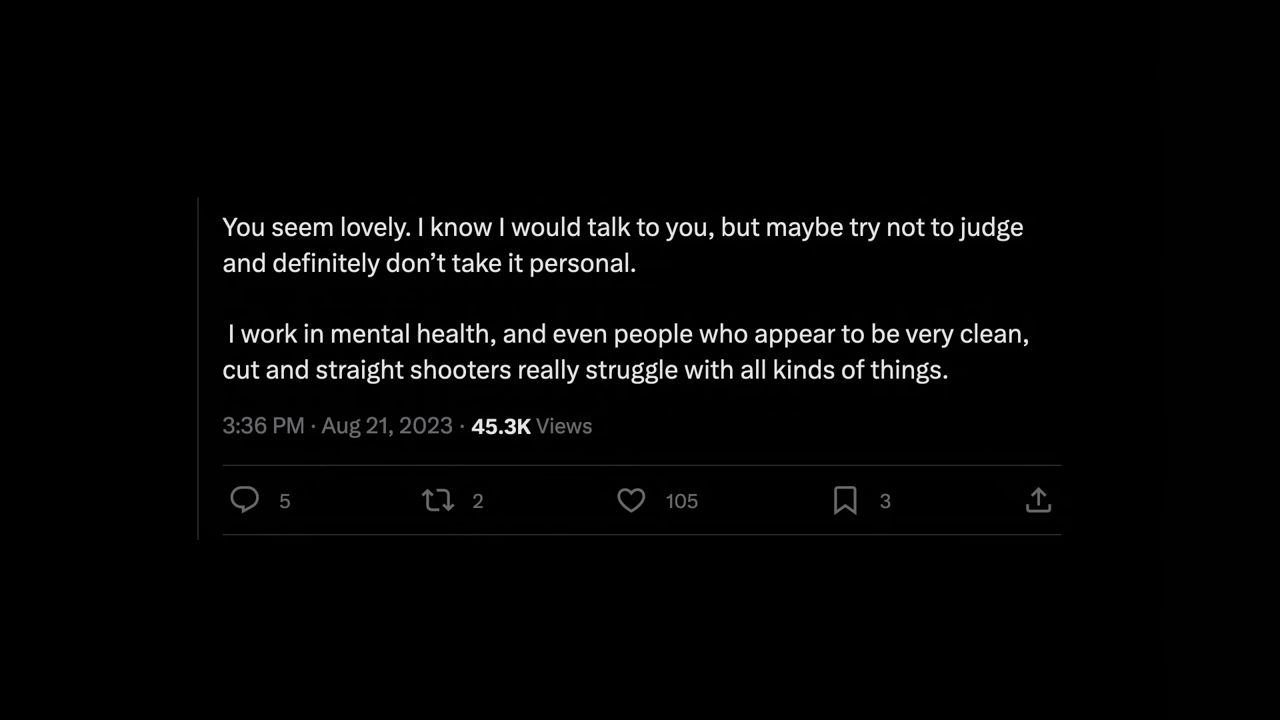 You seem lovely. I know I would talk to you, but maybe try not to judge
and definitely don’t take it personal.
I work in mental health, and even people who appear to be very clean,
cut and straight shooters really struggle with all kinds of things.
3:36 PM · Aug 21, 2023 · 45.3K Views
5 2 105 3